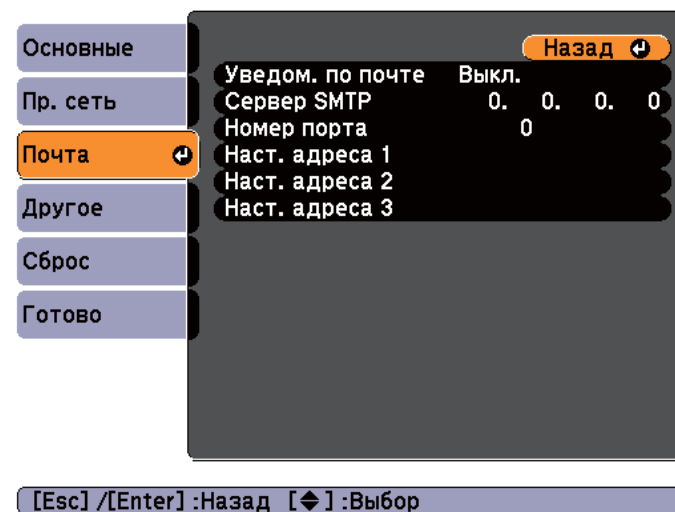 Основные
Пр. сеть
Почта
Другое
Сброс
Готово
Назад
Уведом. по почте Выкл.
Сервер SMTP 0. 0. 0. 0
Номер порта 0
Наст. адреса 1
Наст. адреса 2
Наст. адреса 3
[Esc] /[Enter] :Назад [◆] :Выбор